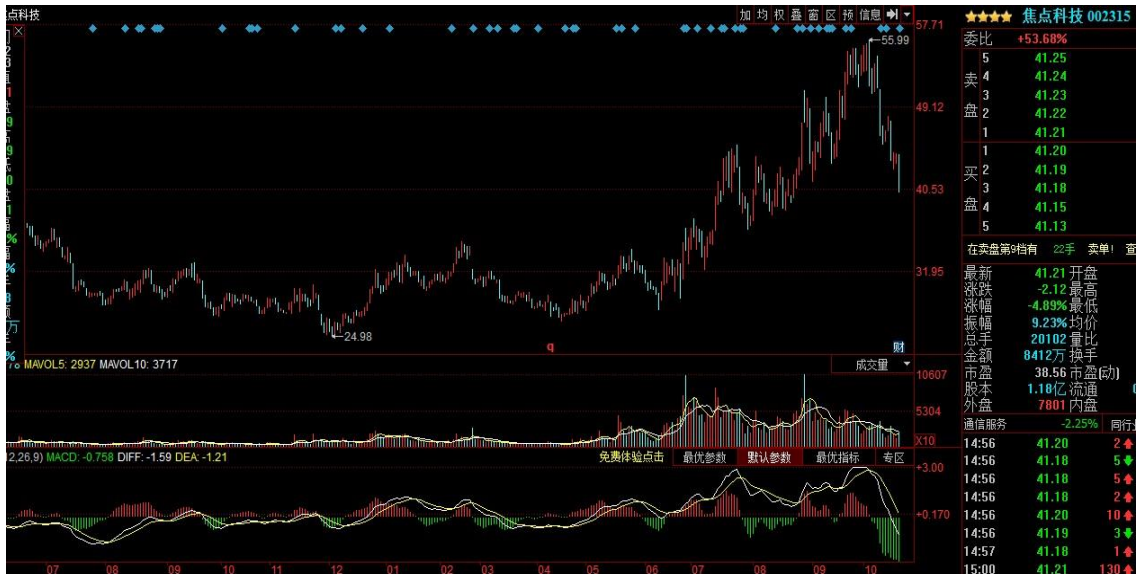 焦点科技
加 均 权 叠 窗 区 预 信息
57.71
55.99
49.12
40.53
31.95
24.98
q
财
MAVOL5: 2937 MAVOL10: 3717
成交量
10607
5304
X10
12,26,9) MACD: -0.758 DIFF: -1.59 DEA: -1.21
免费体验点击 最优参数 默认参数 最优指标 专区
+3.00
+0.170
07 08 09 10 11 12 01 02 03 04 05 06 07 08 09 10
焦点科技 002315
委比 +53.68%
卖盘
5 41.25
4 41.24
3 41.23
2 41.22
1 41.21
买盘
1 41.20
2 41.19
3 41.18
4 41.15
5 41.13
在卖盘第9档有 22手 卖单! 查
最新 41.21 开盘
涨跌 -2.12 最高
涨幅 -4.89% 最低
振幅 9.23% 均价
总手 20102 量比
金额 8412万 换手
市盈 38.56 市盈(动)
股本 1.18亿 流通
外盘 7801 内盘
通信服务 -2.25% 同行业
14:56 41.20 2
14:56 41.18 5
14:56 41.18 5
14:56 41.18 2
14:56 41.20 10
14:56 41.19 3
14:57 41.18 1
15:00 41.21 130